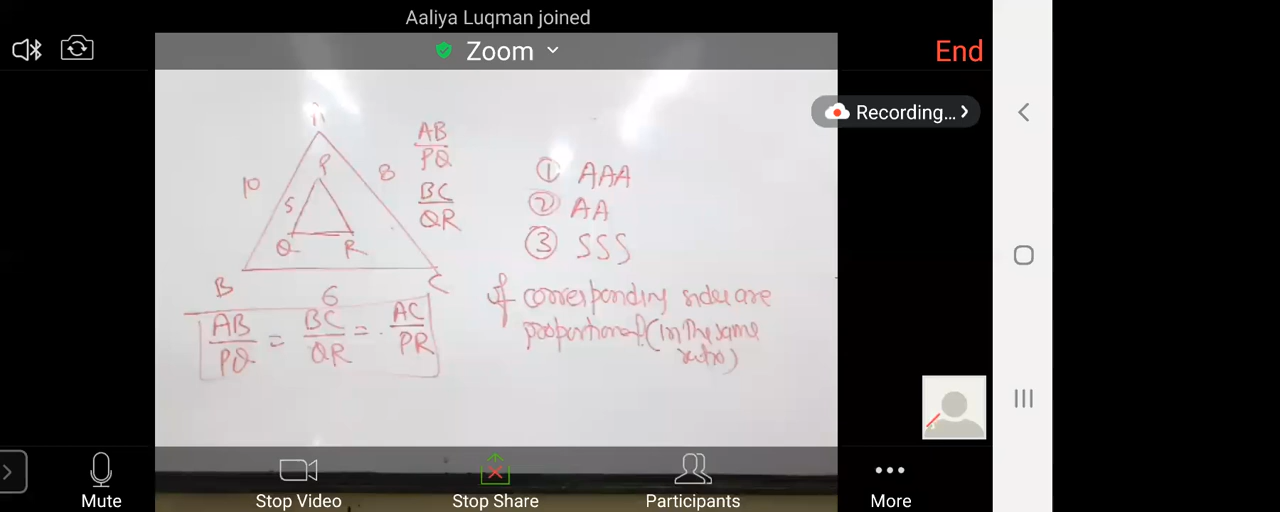 Aaliya Luqman joined
Zoom
End
Recording...
A
P
10
8
5
Q
R
B
6
C
AB
PQ
BC
QR
① AAA
② AA
③ SSS
If corresponding sides are
proportional (in the same
ratio)
AB/PQ = BC/QR = AC/PR
Mute
Stop Video
Stop Share
Participants
More